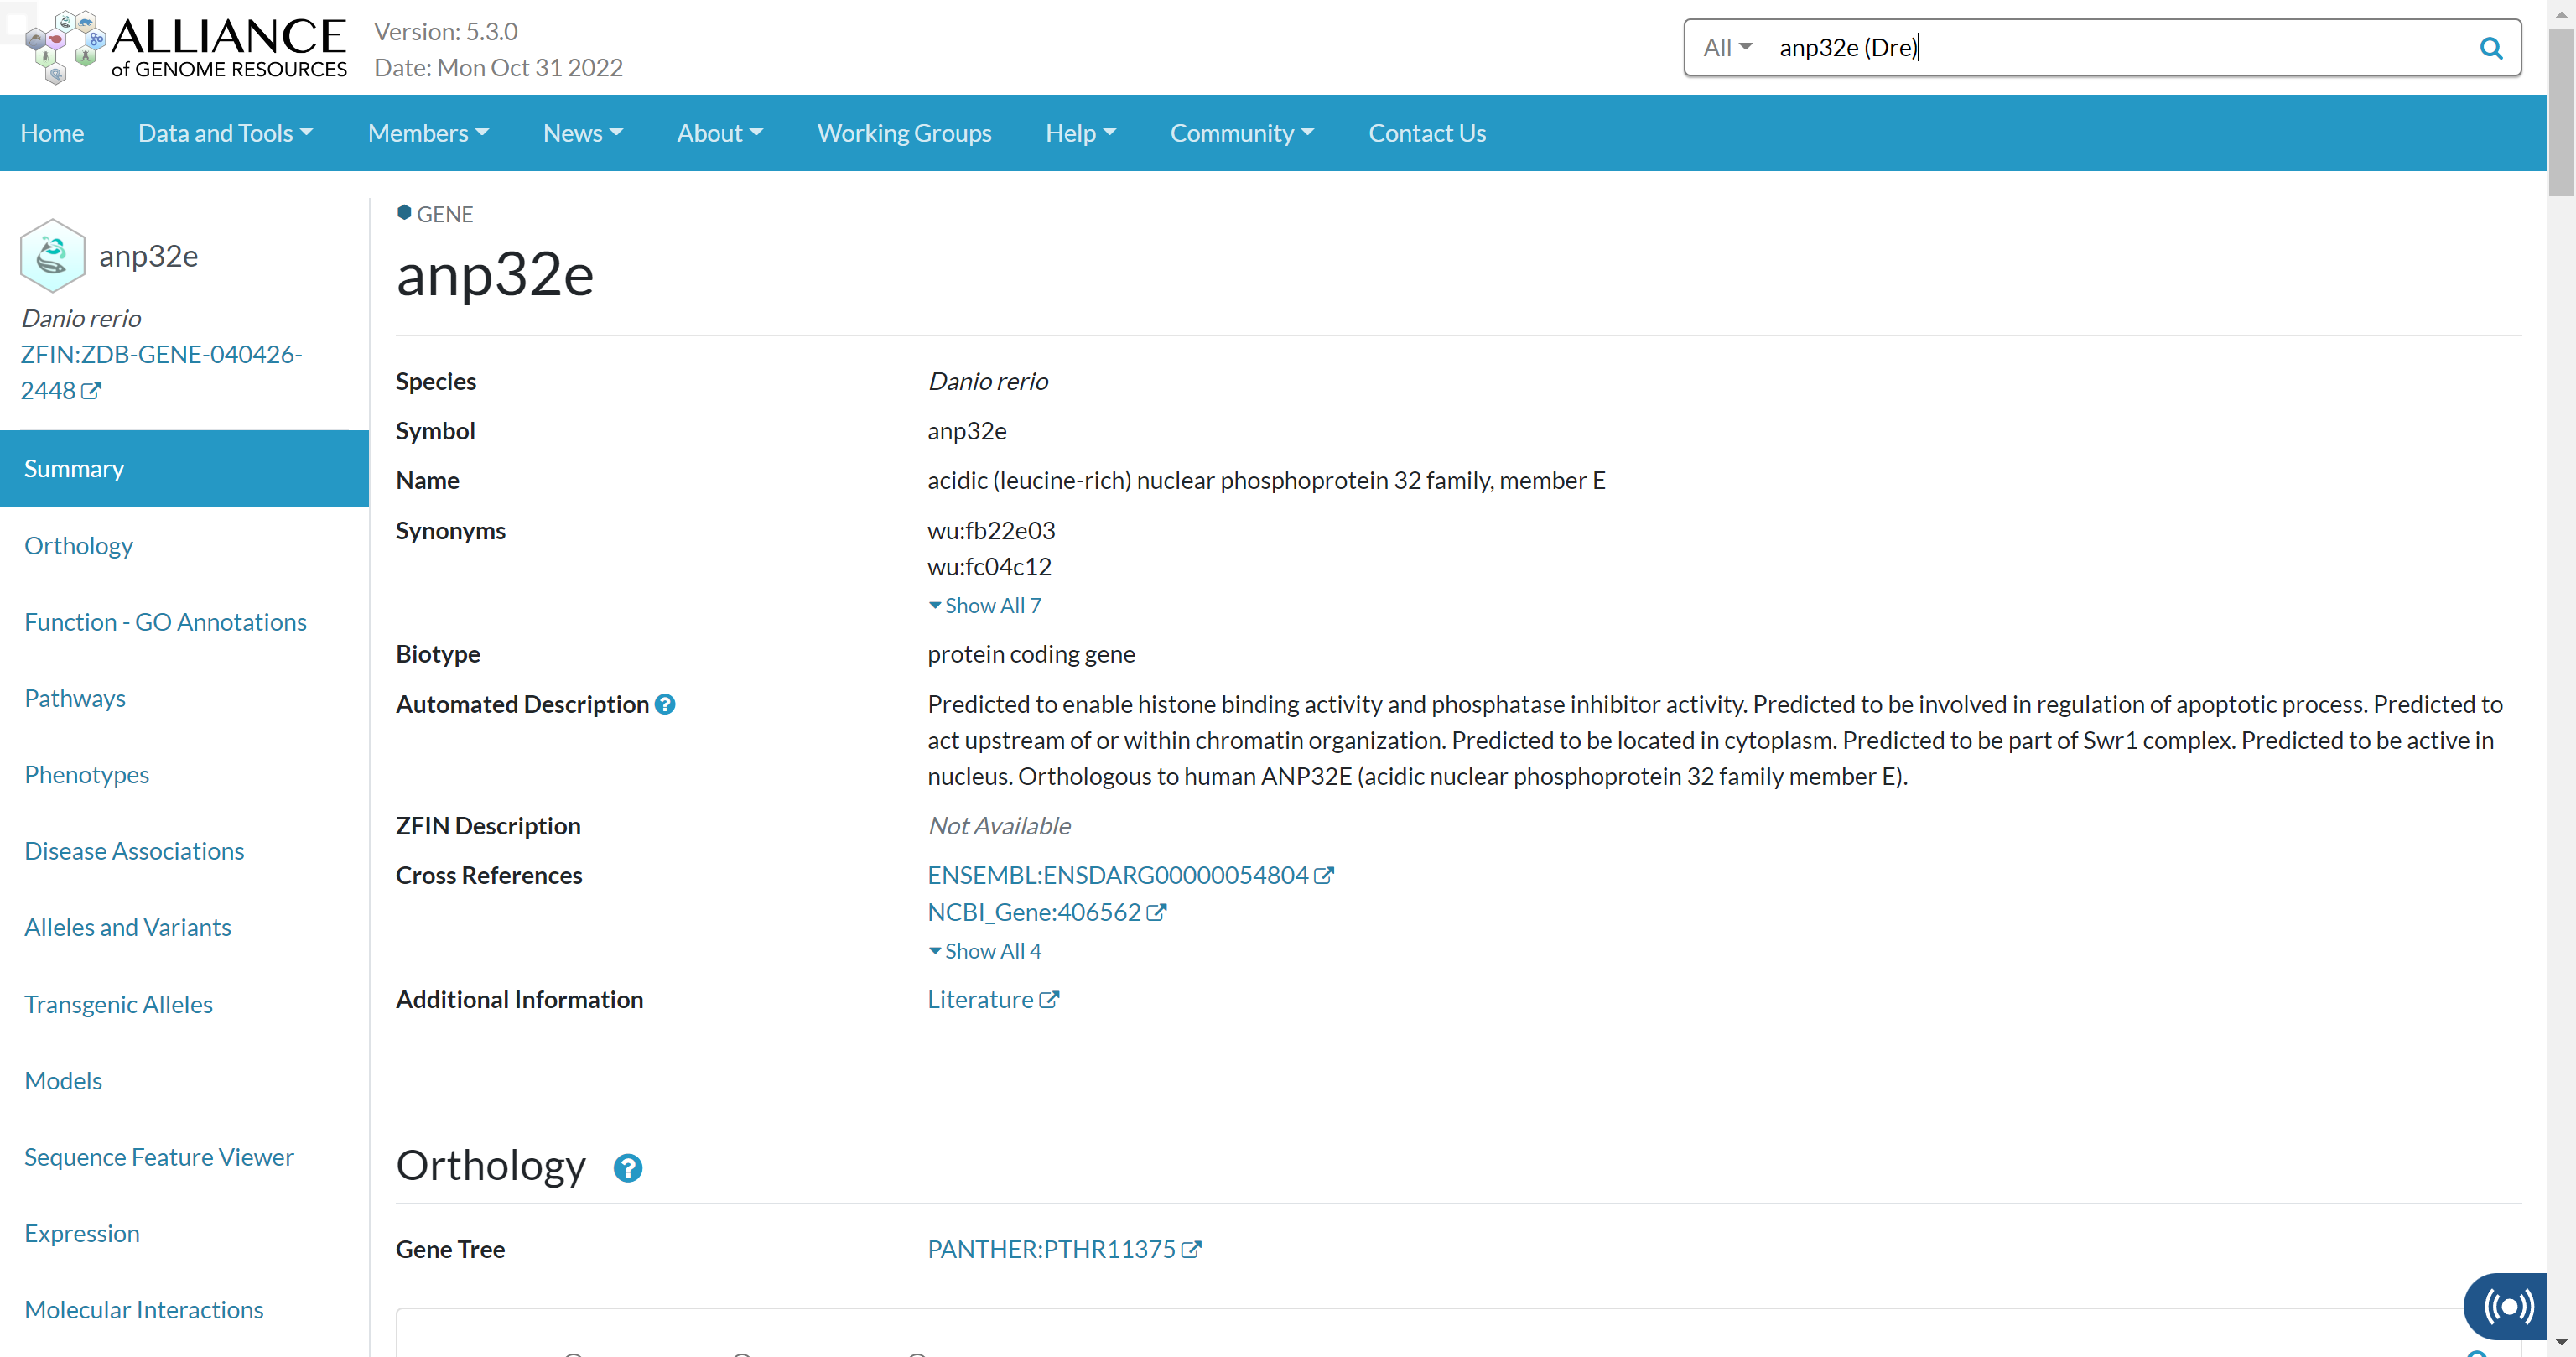 ALLIANCE
of GENOME RESOURCES
Version: 5.3.0
Date: Mon Oct 31 2022
All
anp32e (Dre)
Home
Data and Tools
Members
News
About
Working Groups
Help
Community
Contact Us
anp32e
Danio rerio
ZFIN:ZDB-GENE-040426-
2448
Summary
Orthology
Function - GO Annotations
Pathways
Phenotypes
Disease Associations
Alleles and Variants
Transgenic Alleles
Models
Sequence Feature Viewer
Expression
Molecular Interactions
GENE
anp32e
Species
Danio rerio
Symbol
anp32e
Name
acidic (leucine-rich) nuclear phosphoprotein 32 family, member E
Synonyms
wu:fb22e03
wu:fc04c12
Show All 7
Biotype
protein coding gene
Automated Description
Predicted to enable histone binding activity and phosphatase inhibitor activity. Predicted to be involved in regulation of apoptotic process. Predicted to
act upstream of or within chromatin organization. Predicted to be located in cytoplasm. Predicted to be part of Swr1 complex. Predicted to be active in
nucleus. Orthologous to human ANP32E (acidic nuclear phosphoprotein 32 family member E).
ZFIN Description
Not Available
Cross References
ENSEMBL:ENSDARG00000054804
NCBI_Gene:406562
Show All 4
Additional Information
Literature
Orthology
Gene Tree
PANTHER:PTHR11375